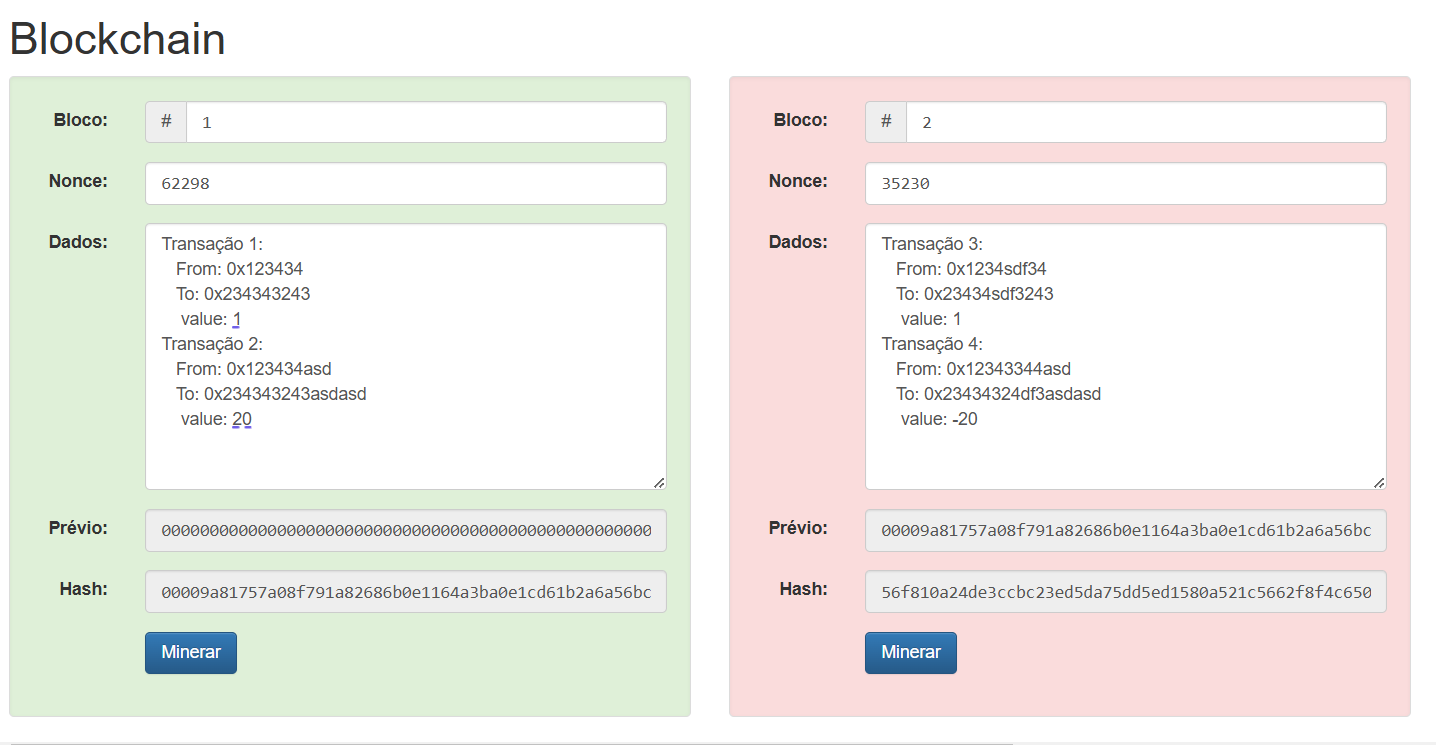 Blockchain
Bloco: # 1
Nonce: 62298
Dados: Transação 1:
From: 0x123434
To: 0x234343243
value: 1
Transação 2:
From: 0x123434asd
To: 0x234343243asdasd
value: 20
Prévio: 000000000000000000000000000000000000000000000000000
Hash: 00009a81757a08f791a82686b0e1164a3ba0e1cd61b2a6a56bc
Minerar
Bloco: # 2
Nonce: 35230
Dados: Transação 3:
From: 0x1234sdf34
To: 0x23434sdf3243
value: 1
Transação 4:
From: 0x12343344asd
To: 0x23434324df3asdasd
value: -20
Prévio: 00009a81757a08f791a82686b0e1164a3ba0e1cd61b2a6a56bc
Hash: 56f810a24de3ccbc23ed5da75dd5ed1580a521c5662f8f4c650
Minerar